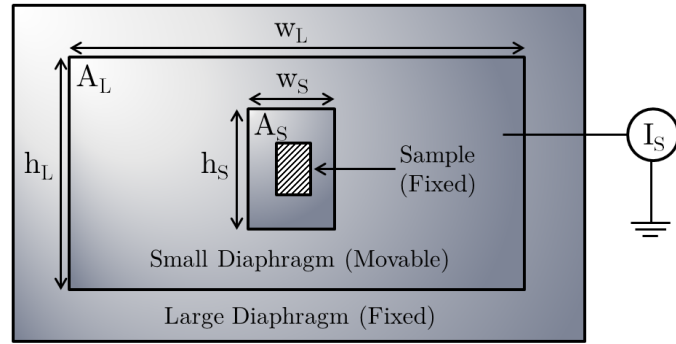 w_L
A_L
w_S
A_S
I_S
h_L
h_S
Sample
(Fixed)
Small Diaphragm (Movable)
Large Diaphragm (Fixed)